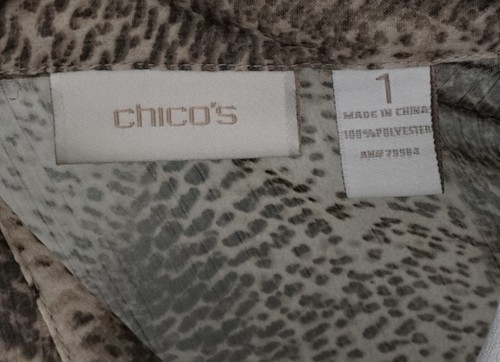 chico's
1
MADE IN CHINA
100%POLYESTER
RN# 79984